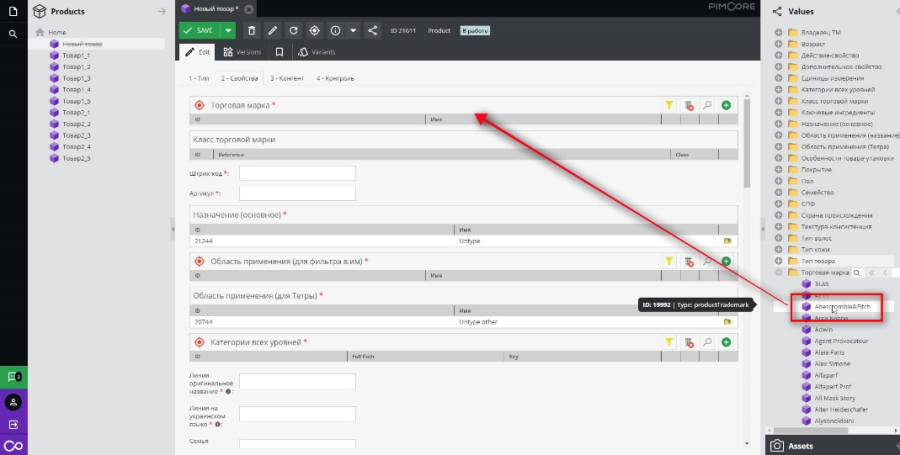 Products
Home
Новый товар
Товар1_1
Товар1_2
Товар1_3
Товар1_4
Товар1_5
Товар2_1
Товар2_2
Товар2_3
Товар2_4
Товар2_5
Новый товар *
PIMCORE
SAVE
ID 21611 Product В работе
Edit Versions Variants
1 - Тип 2 - Свойства 3 - Контент 4 - Контроль
Торговая марка *
ID Имя
Класс торговой марки
ID Reference Class
Штрих-код *:
Артикул *:
Назначение (основное) *
ID Имя
21244 Untype
Область применения (для фильтра в им) *
ID Имя
Область применения (для Тетры) *
ID Имя
20744 Untype other
Категории всех уровней *
ID Full Path Key
Линия
оригинальное
название * :
Линия на
украинском
языке * :
Семья
ID: 19992 | Type: productTrademark
Values
Владелец ТМ
Возраст
Действие-свойство
Дополнительное свойство
Единицы измерения
Категории всех уровней
Класс торговой марки
Ключевые ингредиенты
Назначение (основное)
Область применения (название)
Область применения (Тетра)
Особенности товара-упаковки
Покрытие
Пол
Семейство
СПФ
Страна происхождения
Текстура-консистенция
Тип волос
Тип кожи
Тип товара
Торговая марка
3LAB
Abercrombie&Fitch
Acca Kappa
Adwin
Agent Provocateur
Alaia Paris
Alex Simone
Alfaparf
Alfaparf Prof
All Mask Story
Alter Heideschafer
Alyssonoldoini
Assets